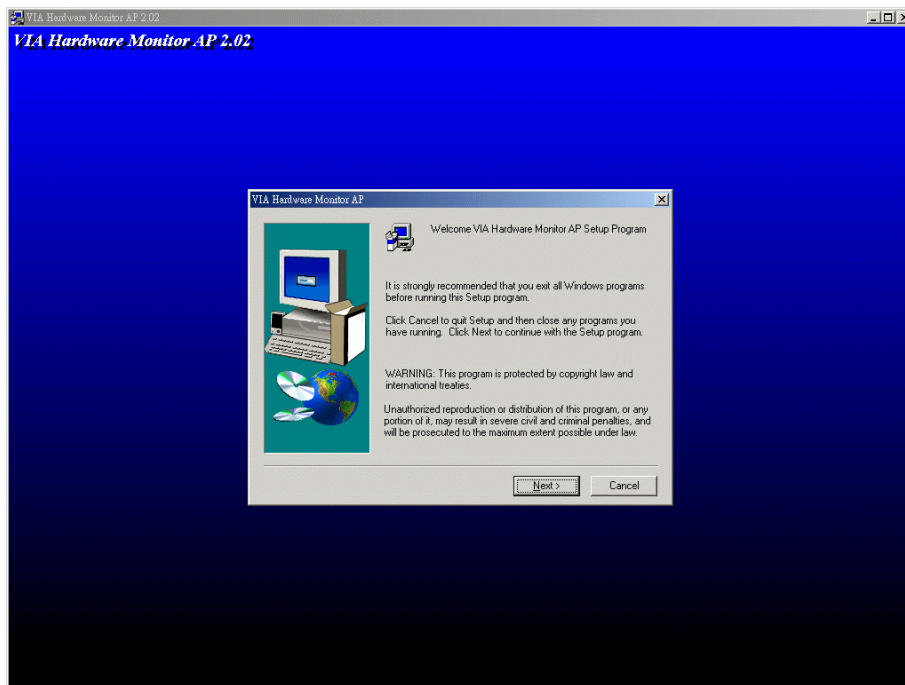 VIA Hardware Monitor AP 2.02
VIA Hardware Monitor AP 2.02
VIA Hardware Monitor AP
Welcome VIA Hardware Monitor AP Setup Program
It is strongly recommended that you exit all Windows programs
before running this Setup program.
Click Cancel to quit Setup and then close any programs you
have running. Click Next to continue with the Setup program.
WARNING: This program is protected by copyright law and
international treaties.
Unauthorized reproduction or distribution of this program, or any
portion of it, may result in severe civil and criminal penalties, and
will be prosecuted to the maximum extent possible under law.
Next >
Cancel